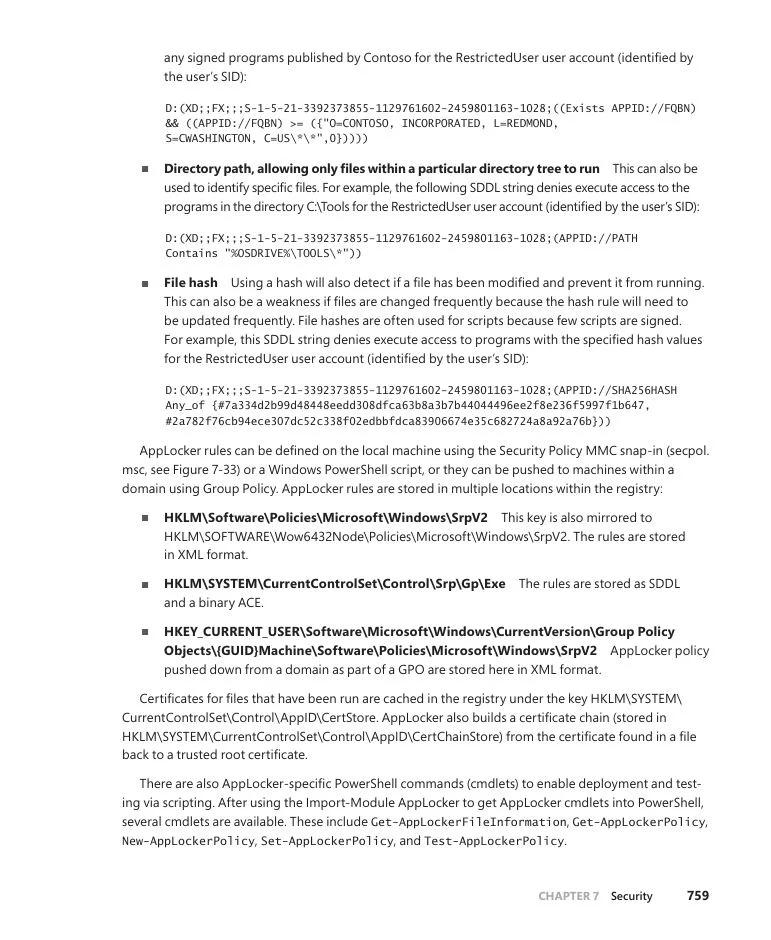 any signed programs published by Contoso for the RestrictedUser user account (identified by
the user's SID):
D:(XD;;FX;;;S-1-5-21-3392373855-1129761602-2459801163-1028;((Exists APPID://FQBN)
&& ((APPID://FQBN) >= ({"O=CONTOSO, INCORPORATED, L=REDMOND,
S=CWASHINGTON, C=US\*\*",0}))))
■ Directory path, allowing only files within a particular directory tree to run This can also be
used to identify specific files. For example, the following SDDL string denies execute access to the
programs in the directory C:\Tools for the RestrictedUser user account (identified by the user's SID):
D:(XD;;FX;;;S-1-5-21-3392373855-1129761602-2459801163-1028;(APPID://PATH
Contains "%OSDRIVE%\TOOLS\*"))
■ File hash Using a hash will also detect if a file has been modified and prevent it from running.
This can also be a weakness if files are changed frequently because the hash rule will need to
be updated frequently. File hashes are often used for scripts because few scripts are signed.
For example, this SDDL string denies execute access to programs with the specified hash values
for the RestrictedUser user account (identified by the user's SID):
D:(XD;;FX;;;S-1-5-21-3392373855-1129761602-2459801163-1028;(APPID://SHA256HASH
Any_of {#7a334d2b99d48448eedd308dfca63b8a3b7b44044496ee2f8e236f5997f1b647,
#2a782f76cb94ece307dc52c338f02edbbfdca83906674e35c682724a8a92a76b}))
AppLocker rules can be defined on the local machine using the Security Policy MMC snap-in (secpol.
msc, see Figure 7-33) or a Windows PowerShell script, or they can be pushed to machines within a
domain using Group Policy. AppLocker rules are stored in multiple locations within the registry:
■ HKLM\Software\Policies\Microsoft\Windows\SrpV2 This key is also mirrored to
HKLM\SOFTWARE\Wow6432Node\Policies\Microsoft\Windows\SrpV2. The rules are stored
in XML format.
■ HKLM\SYSTEM\CurrentControlSet\Control\Srp\Gp\Exe The rules are stored as SDDL
and a binary ACE.
■ HKEY_CURRENT_USER\Software\Microsoft\Windows\CurrentVersion\Group Policy
Objects\{GUID}Machine\Software\Policies\Microsoft\Windows\SrpV2 AppLocker policy
pushed down from a domain as part of a GPO are stored here in XML format.
Certificates for files that have been run are cached in the registry under the key HKLM\SYSTEM\
CurrentControlSet\Control\AppID\CertStore. AppLocker also builds a certificate chain (stored in
HKLM\SYSTEM\CurrentControlSet\Control\AppID\CertChainStore) from the certificate found in a file
back to a trusted root certificate.
There are also AppLocker-specific PowerShell commands (cmdlets) to enable deployment and test-
ing via scripting. After using the Import-Module AppLocker to get AppLocker cmdlets into PowerShell,
several cmdlets are available. These include Get-AppLockerFileInformation, Get-AppLockerPolicy,
New-AppLockerPolicy, Set-AppLockerPolicy, and Test-AppLockerPolicy.
CHAPTER 7 Security 759